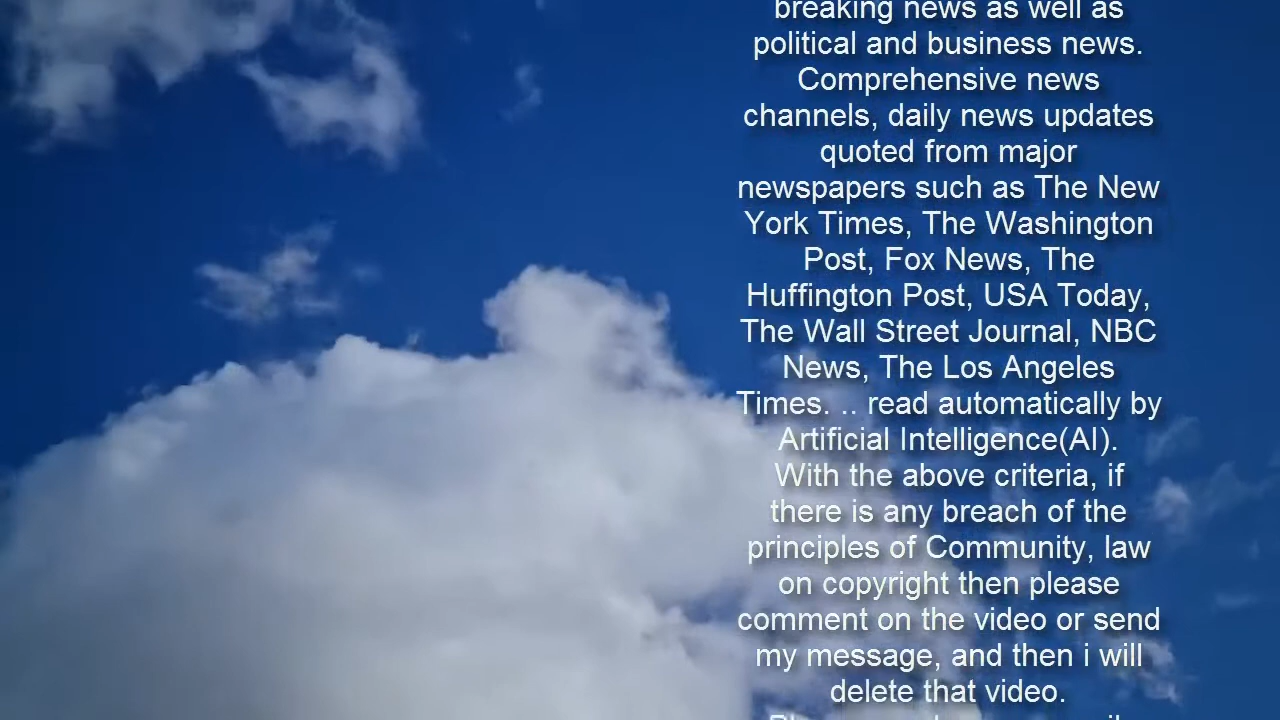 breaking news as well as
political and business news.
Comprehensive news
channels, daily news updates
quoted from major
newspapers such as The New
York Times, The Washington
Post, Fox News, The
Huffington Post, USA Today,
The Wall Street Journal, NBC
News, The Los Angeles
Times. .. read automatically by
Artificial Intelligence(AI).
With the above criteria, if
there is any breach of the
principles of Community, law
on copyright then please
comment on the video or send
my message, and then i will
delete that video.